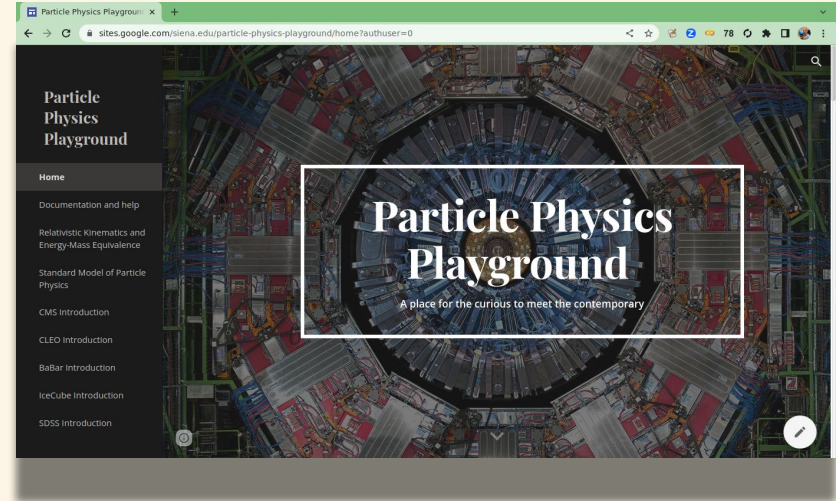 Particle Physics Playground
sites.google.com/siena.edu/particle-physics-playground/home?authuser=0
78
Particle
Physics
Playground
Home
Documentation and help
Relativistic Kinematics and
Energy-Mass Equivalence
Standard Model of Particle
Physics
CMS Introduction
CLEO Introduction
BaBar Introduction
IceCube Introduction
SDSS Introduction
Particle Physics
Playground
A place for the curious to meet the contemporary